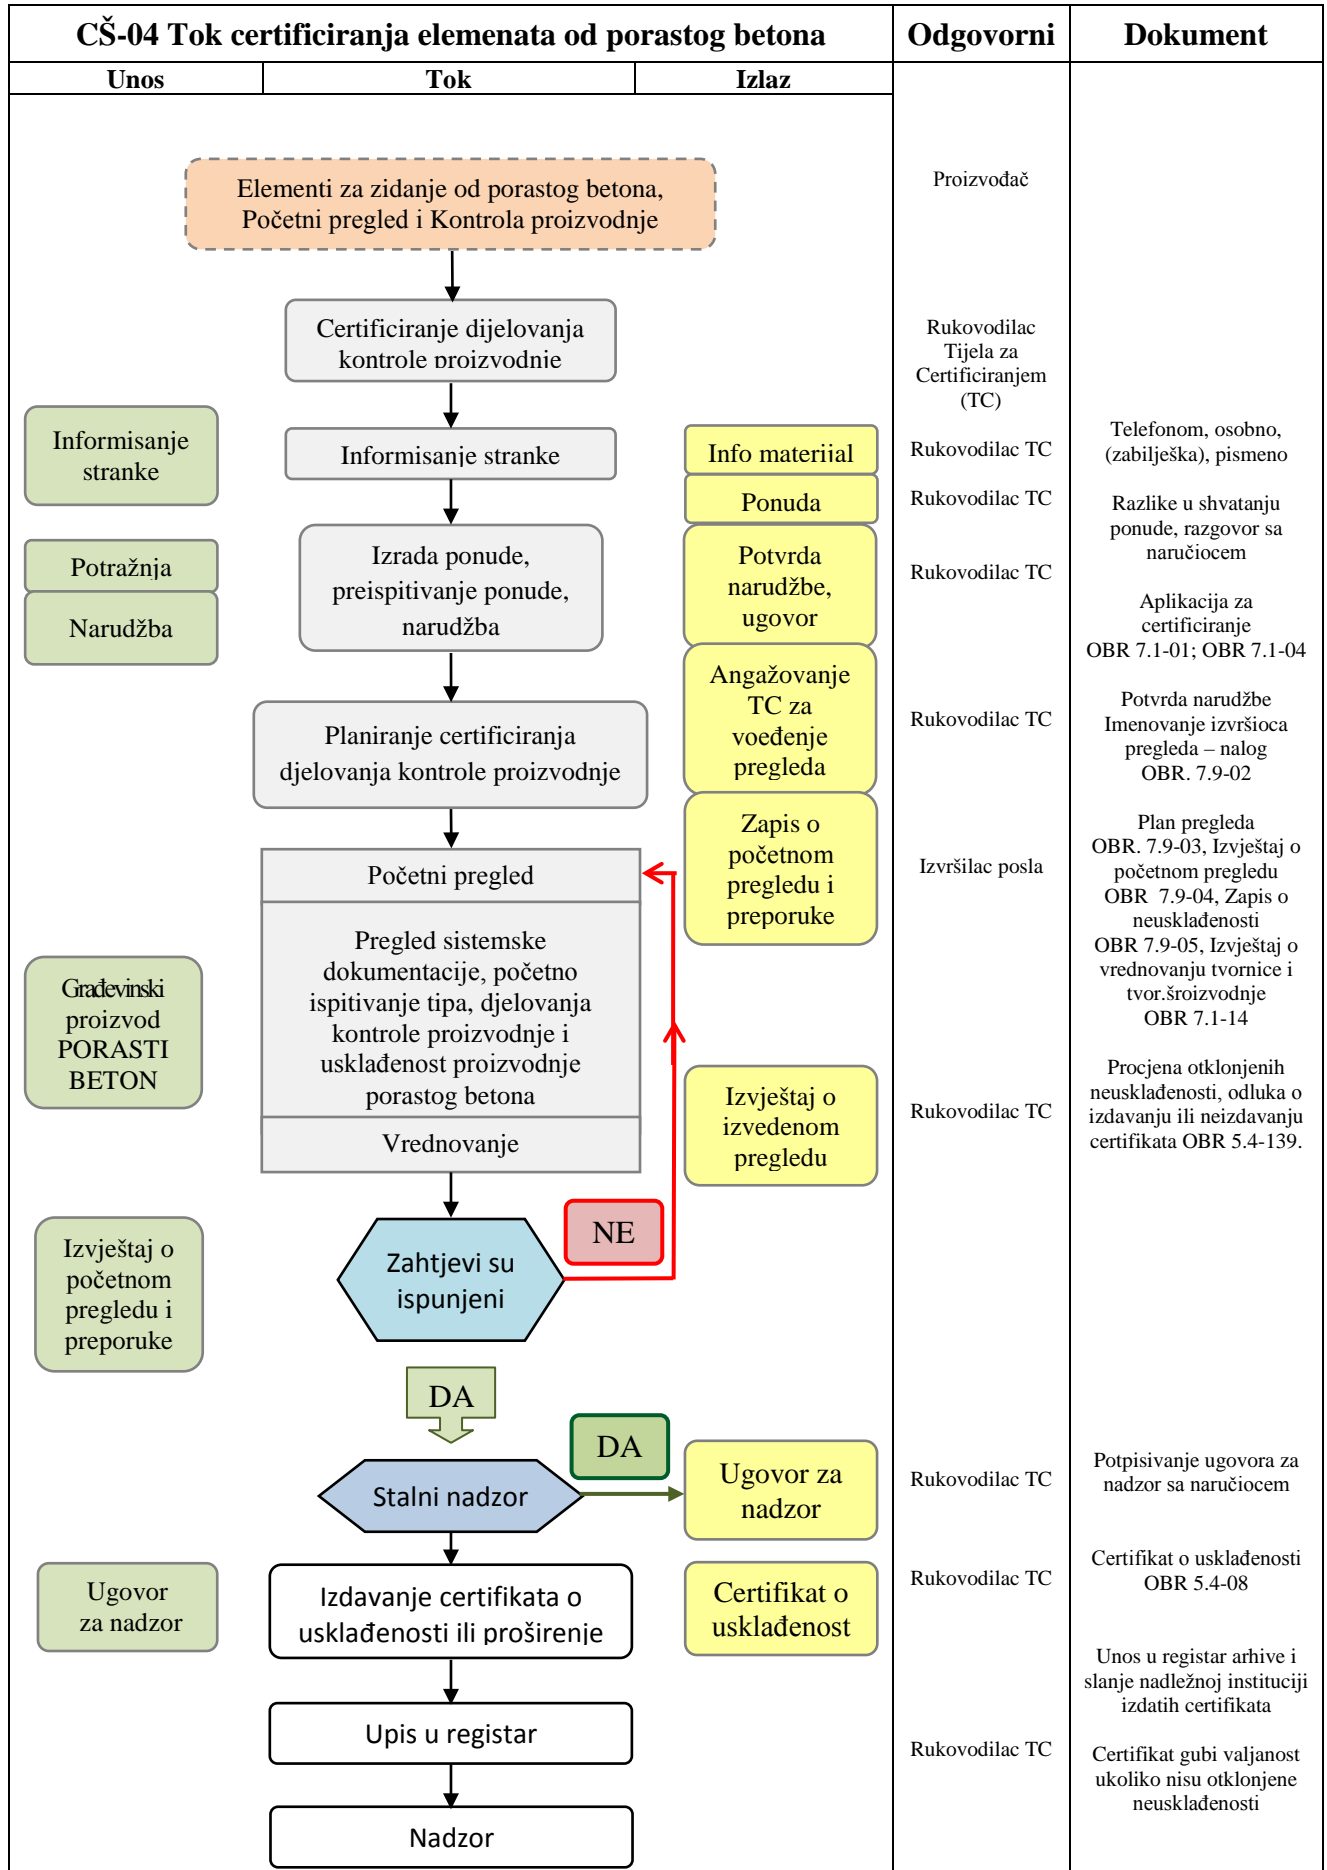 CŠ-04 Tok certificiranja elemenata od porastog betona
Odgovorni
Dokument
Unos
Tok
Izlaz
Elementi za zidanje od porastog betona,
Početni pregled i Kontrola proizvodnje
Proizvođač
Certificiranje dijelovanja
kontrole proizvodnje
Rukovodilac
Tijela za
Certificiranjem
(TC)
Informisanje
stranke
Informisanje stranke
Info materijal
Rukovodilac TC
Telefonom, osobno,
(zabilješka), pismeno
Ponuda
Rukovodilac TC
Razlike u shvatanju
ponude, razgovor sa
naručiocem
Potražnja
Narudžba
Izrada ponude,
preispitivanje ponude,
narudžba
Potvrda
narudžbe,
ugovor
Rukovodilac TC
Aplikacija za
certificiranje
OBR 7.1-01; OBR 7.1-04
Planiranje certificiranja
djelovanja kontrole proizvodnje
Angažovanje
TC za
voeđenje
pregleda
Rukovodilac TC
Potvrda narudžbe
Imenovanje izvršioca
pregleda – nalog
OBR. 7.9-02
Početni pregled
Zapis o
početnom
pregledu i
preporuke
Izvršilac posla
Plan pregleda
OBR. 7.9-03, Izvještaj o
početnom pregledu
OBR  7.9-04, Zapis o
neusklađenosti
OBR 7.9-05, Izvještaj o
vrednovanju tvornice i
tvor.šroizvodnje
OBR 7.1-14
Građevinski
proizvod
PORASTI
BETON
Pregled sistemske
dokumentacije, početno
ispitivanje tipa, djelovanja
kontrole proizvodnje i
usklađenost proizvodnje
porastog betona
Vrednovanje
Izvještaj o
izvedenom
pregledu
Rukovodilac TC
Procjena otklonjenih
neusklađenosti, odluka o
izdavanju ili neizdavanju
certifikata OBR 5.4-139.
Izvještaj o
početnom
pregledu i
preporuke
Zahtjevi su
ispunjeni
NE
DA
DA
Stalni nadzor
Ugovor za
nadzor
Rukovodilac TC
Potpisivanje ugovora za
nadzor sa naručiocem
Ugovor
za nadzor
Izdavanje certifikata o
usklađenosti ili proširenje
Certifikat o
usklađenost
Rukovodilac TC
Certifikat o usklađenosti
OBR 5.4-08
Upis u registar
Rukovodilac TC
Unos u registar arhive i
slanje nadležnoj instituciji
izdatih certifikata
Certifikat gubi valjanost
ukoliko nisu otklonjene
neusklađenosti
Nadzor